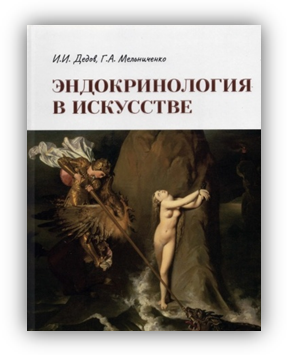 И.И. Дедов, Г.А. Мельниченко
ЭНДОКРИНОЛОГИЯ
В ИСКУССТВЕ